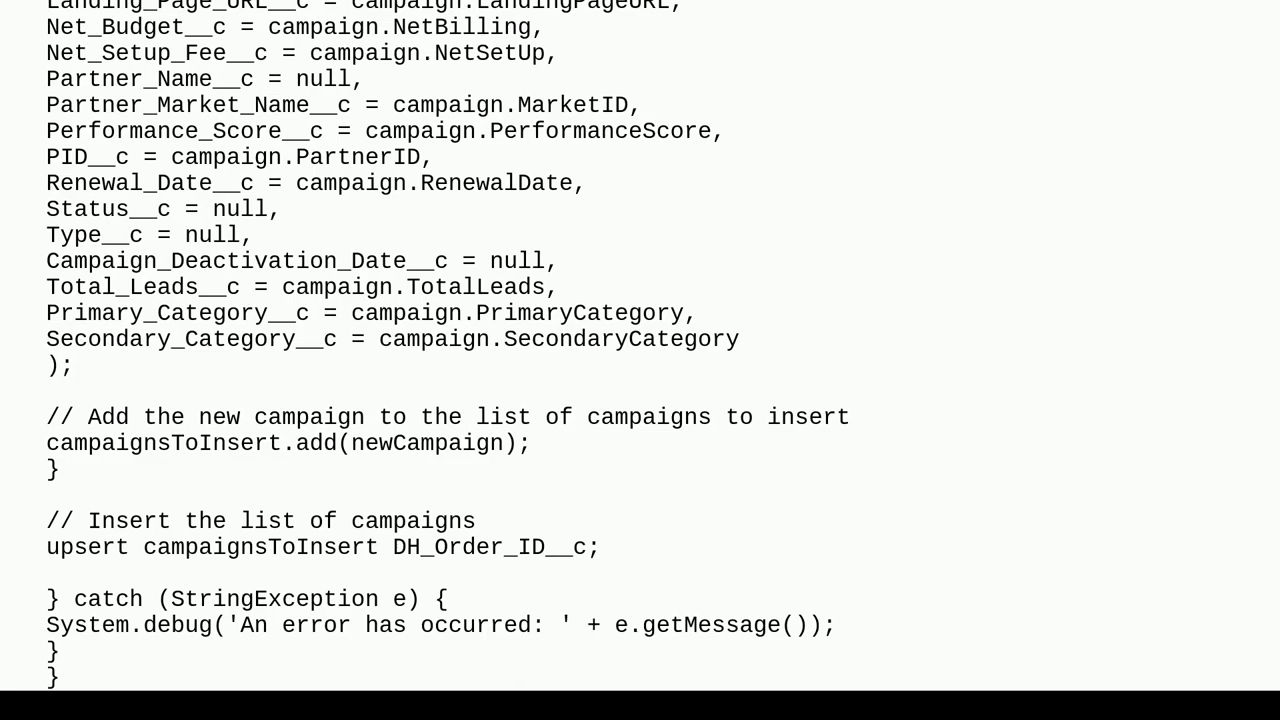 Landing_Page_URL__c = campaign.LandingPageURL,
Net_Budget__c = campaign.NetBilling,
Net_Setup_Fee__c = campaign.NetSetUp,
Partner_Name__c = null,
Partner_Market_Name__c = campaign.MarketID,
Performance_Score__c = campaign.PerformanceScore,
PID__c = campaign.PartnerID,
Renewal_Date__c = campaign.RenewalDate,
Status__c = null,
Type__c = null,
Campaign_Deactivation_Date__c = null,
Total_Leads__c = campaign.TotalLeads,
Primary_Category__c = campaign.PrimaryCategory,
Secondary_Category__c = campaign.SecondaryCategory
);
// Add the new campaign to the list of campaigns to insert
campaignsToInsert.add(newCampaign);
}
// Insert the list of campaigns
upsert campaignsToInsert DH_Order_ID__c;
} catch (StringException e) {
System.debug('An error has occurred: ' + e.getMessage());
}
}